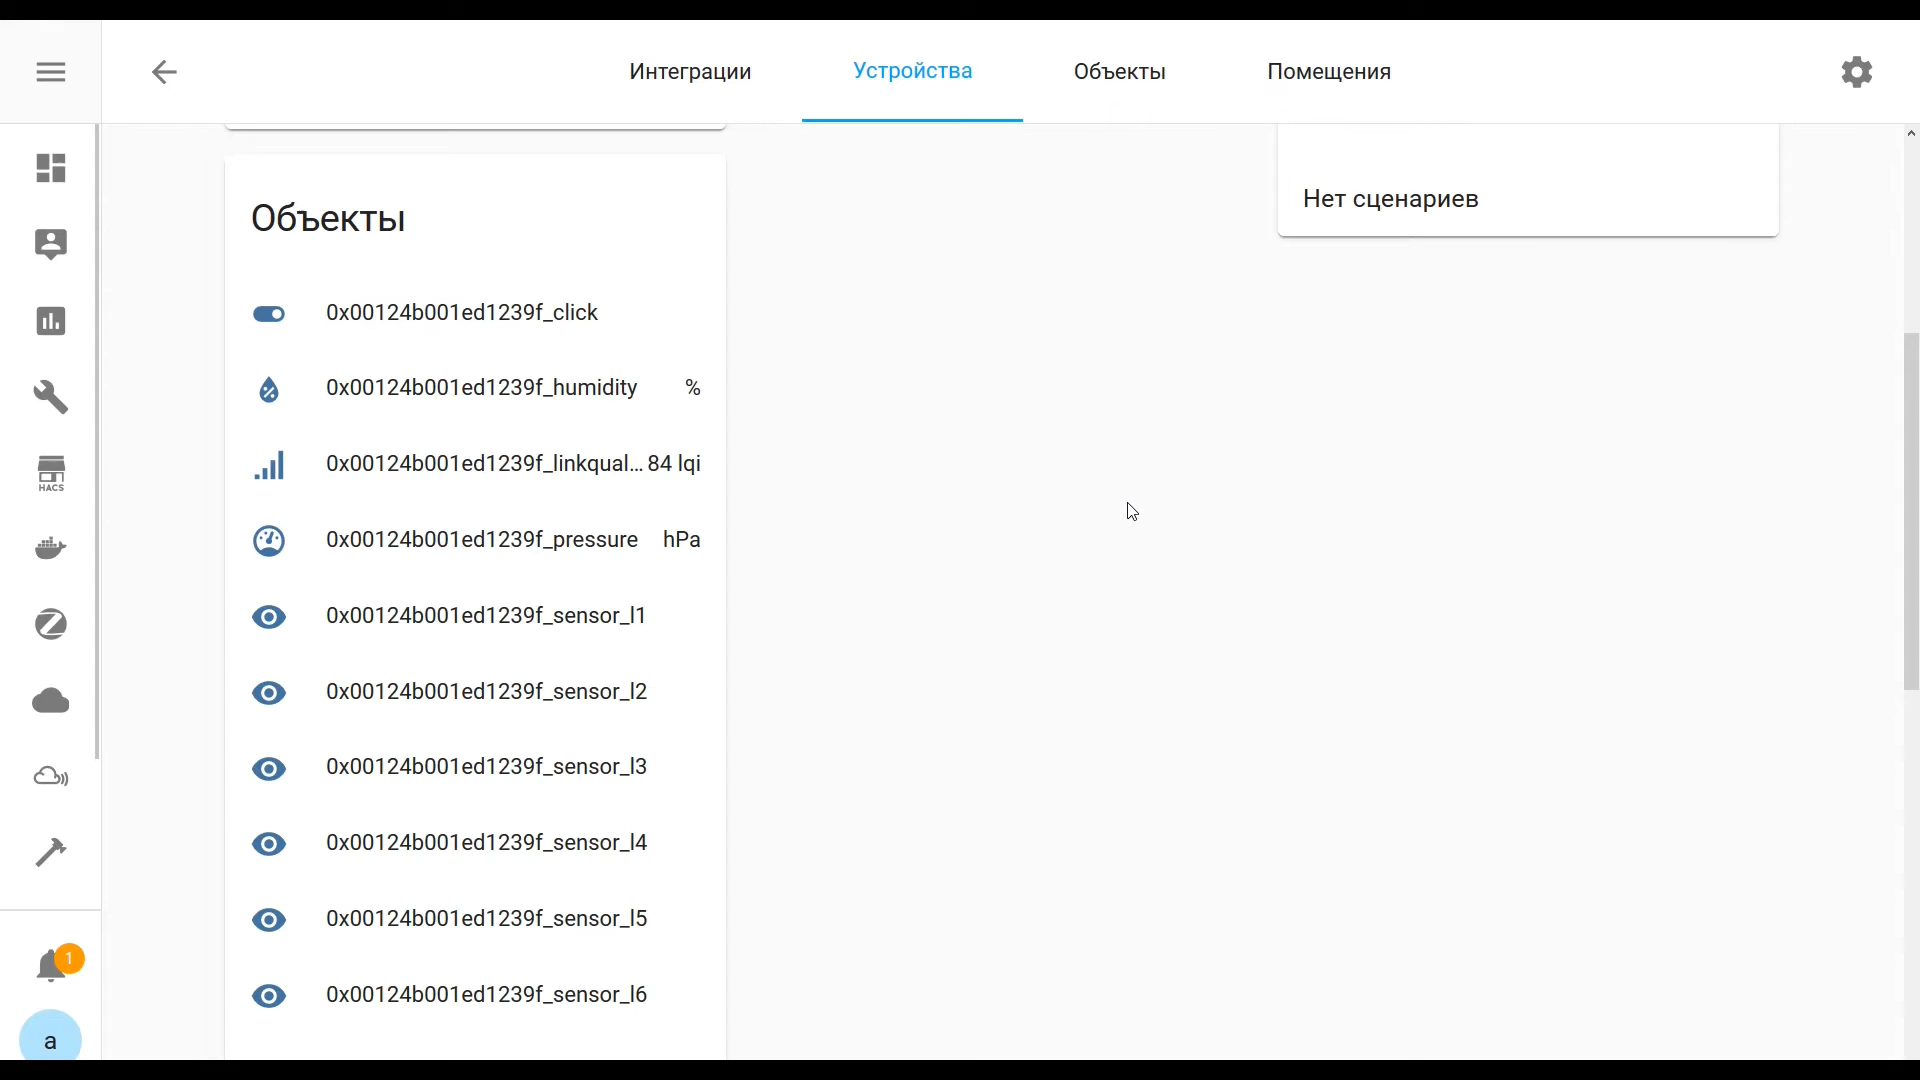 Интеграции
Устройства
Объекты
Помещения
Нет сценариев
Объекты
0x00124b001ed1239f_click
0x00124b001ed1239f_humidity %
0x00124b001ed1239f_linkqual... 84 lqi
0x00124b001ed1239f_pressure hPa
0x00124b001ed1239f_sensor_l1
0x00124b001ed1239f_sensor_l2
0x00124b001ed1239f_sensor_l3
0x00124b001ed1239f_sensor_l4
0x00124b001ed1239f_sensor_l5
0x00124b001ed1239f_sensor_l6
HACS
1
a